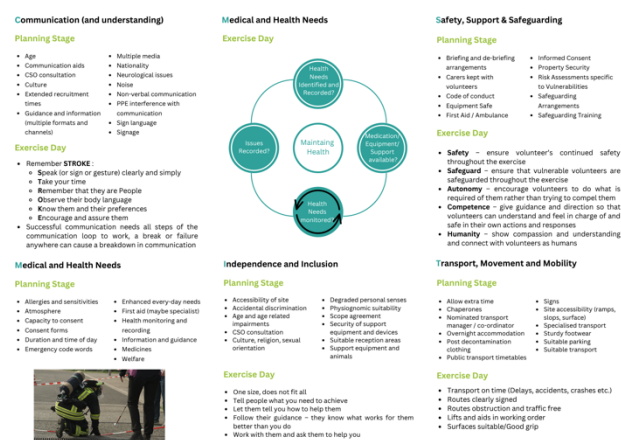 Communication (and understanding)
Planning Stage
Age
Communication aids
CSO consultation
Culture
Extended recruitment
times
Guidance and information
(multiple formats and
channels)
Multiple media
Nationality
Neurological issues
Noise
Non-verbal communication
PPE interference with
communication
Sign language
Signage
Exercise Day
Remember STROKE :
Speak (or sign or gesture) clearly and simply
Take your time
Remember that they are People
Observe their body language
Know them and their preferences
Encourage and assure them
Successful communication needs all steps of the
communication loop to work, a break or failure
anywhere can cause a breakdown in communication
Medical and Health Needs
Planning Stage
Allergies and sensitivities
Atmosphere
Capacity to consent
Consent forms
Duration and time of day
Emergency code words
Enhanced every-day needs
First aid (maybe specialist)
Health monitoring and
recording
Information and guidance
Medicines
Welfare
Medical and Health Needs
Exercise Day
Health
Needs
Identified and
Recorded?
Issues
Recorded?
Maintaing
Health
Medication/
Equipment/
Support
available?
Health
Needs
monitored?
Independence and Inclusion
Planning Stage
Accessibility of site
Accidental discrimination
Age and age related
impairments
CSO consultation
Culture, religion, sexual
orientation
Degraded personal senses
Physiognomic suitability
Scope agreement
Security of support
equipment and devices
Suitable reception areas
Support equipment and
animals
Exercise Day
One size, does not fit all
Tell people what you need to achieve
Let them tell you how to help them
Follow their guidance – they know what works for them
better than you do
Work with them and ask them to help you
Safety, Support & Safeguarding
Planning Stage
Briefing and de-briefing
arrangements
Carers kept with
volunteers
Code of conduct
Equipment Safe
First Aid / Ambulance
Informed Consent
Property Security
Risk Assessments specific
to Vulnerabilities
Safeguarding
Arrangements
Safeguarding Training
Exercise Day
Safety – ensure volunteer's continued safety
throughout the exercise
Safeguard – ensure that vulnerable volunteers are
safeguarded throughout the exercise
Autonomy – encourage volunteers to do what is
required of them rather than trying to compel them
Competence – give guidance and direction so that
volunteers can understand and feel in charge of and
safe in their own actions and responses
Humanity – show compassion and understanding
and connect with volunteers as humans
Transport, Movement and Mobility
Planning Stage
Allow extra time
Chaperones
Nominated transport
manager / co-ordinator
Overnight accommodation
Post decontamination
clothing
Public transport timetables
Signs
Site accessibility (ramps,
slops, surface)
Specialised transport
Sturdy footwear
Suitable parking
Suitable transport
Exercise Day
Transport on time (Delays, accidents, crashes etc.)
Routes clearly signed
Routes obstruction and traffic free
Lifts and aids in working order
Surfaces suitable/Good grip